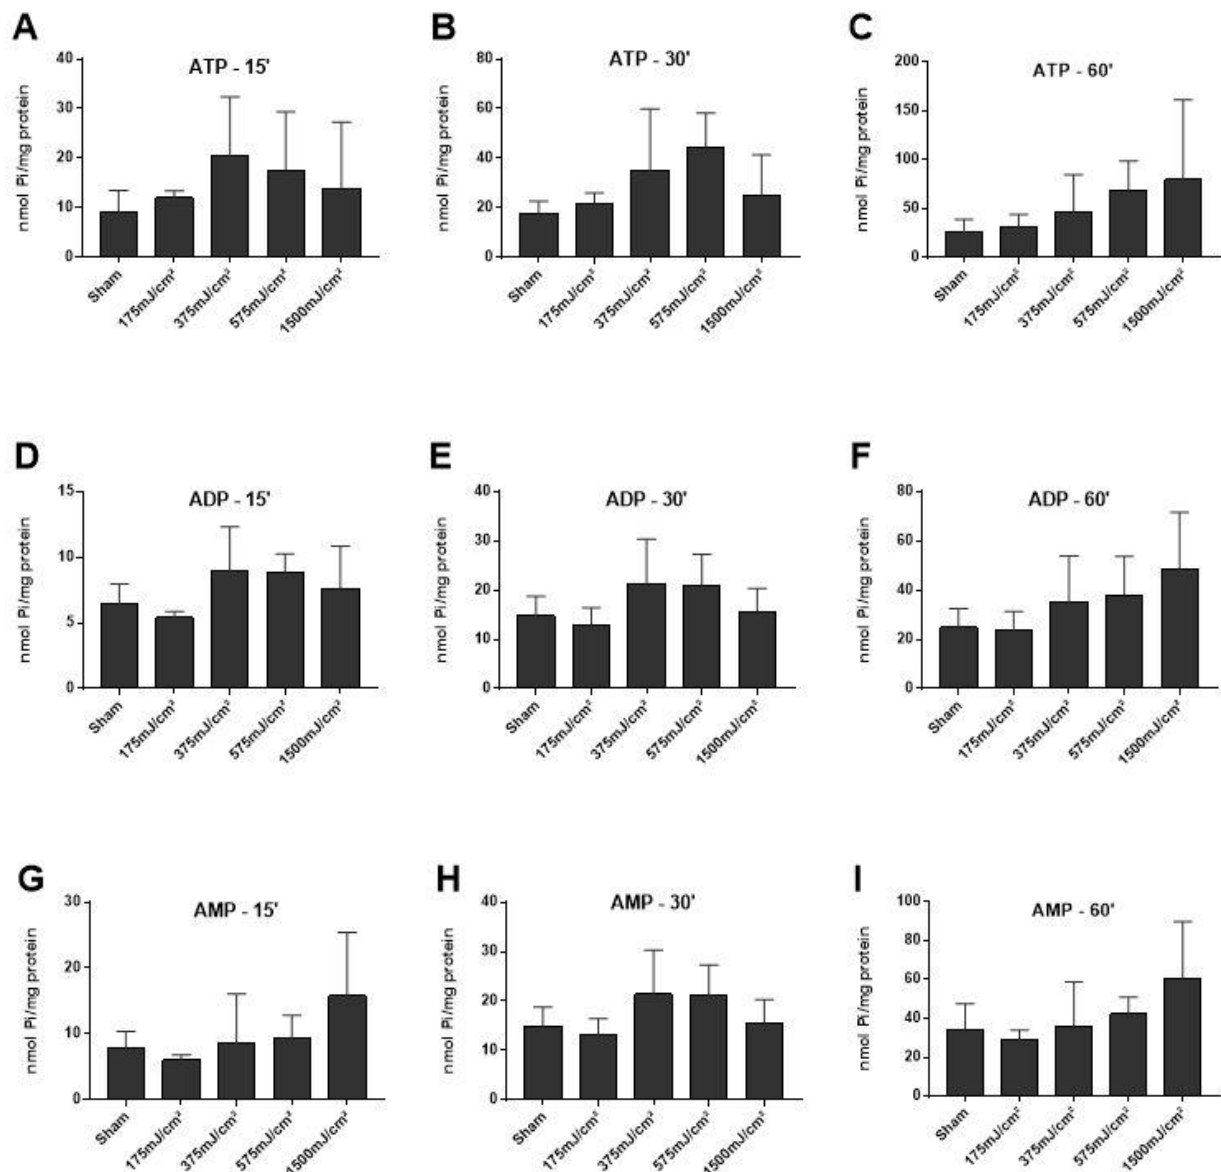 A
ATP - 15'
nmol Pi/mg protein
40
30
20
10
0
Sham
175mJ/cm²
375mJ/cm²
575mJ/cm²
1500mJ/cm²
B
ATP - 30'
nmol Pi/mg protein
80
60
40
20
0
Sham
175mJ/cm²
375mJ/cm²
575mJ/cm²
1500mJ/cm²
C
ATP - 60'
nmol Pi/mg protein
200
150
100
50
0
Sham
175mJ/cm²
375mJ/cm²
575mJ/cm²
1500mJ/cm²
D
ADP - 15'
nmol Pi/mg protein
15
10
5
0
Sham
175mJ/cm²
375mJ/cm²
575mJ/cm²
1500mJ/cm²
E
ADP - 30'
nmol Pi/mg protein
40
30
20
10
0
Sham
175mJ/cm²
375mJ/cm²
575mJ/cm²
1500mJ/cm²
F
ADP - 60'
nmol Pi/mg protein
80
60
40
20
0
Sham
175mJ/cm²
375mJ/cm²
575mJ/cm²
1500mJ/cm²
G
AMP - 15'
nmol Pi/mg protein
30
20
10
0
Sham
175mJ/cm²
375mJ/cm²
575mJ/cm²
1500mJ/cm²
H
AMP - 30'
nmol Pi/mg protein
40
30
20
10
0
Sham
175mJ/cm²
375mJ/cm²
575mJ/cm²
1500mJ/cm²
I
AMP - 60'
nmol Pi/mg protein
100
80
60
40
20
0
Sham
175mJ/cm²
375mJ/cm²
575mJ/cm²
1500mJ/cm²